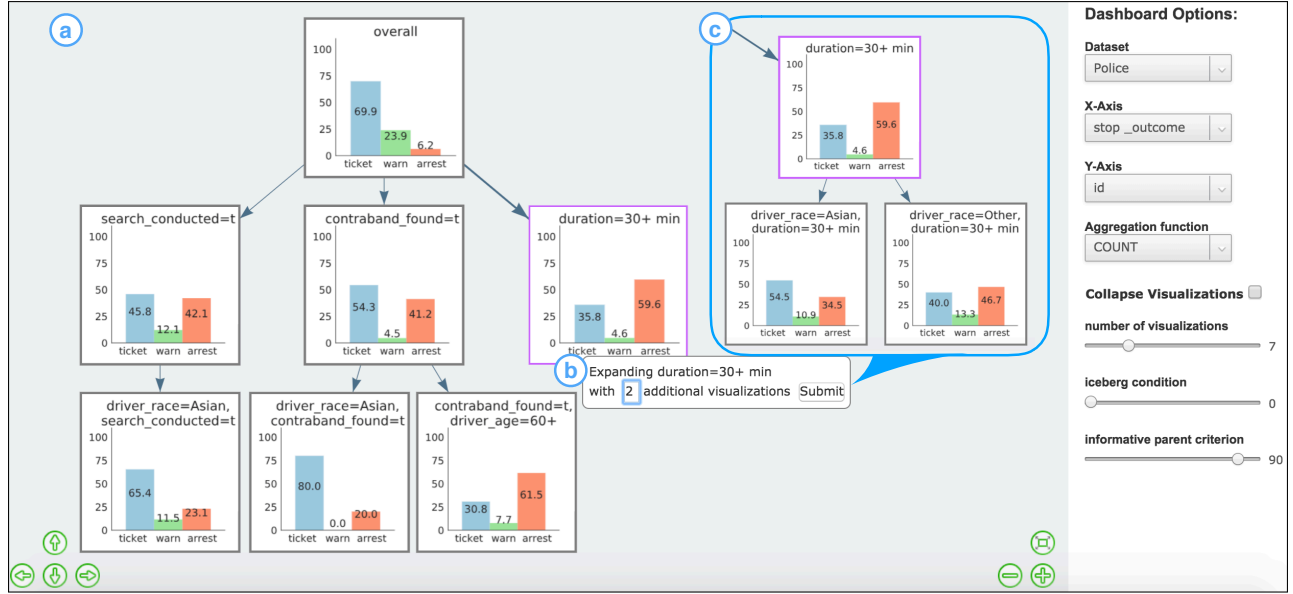 a
overall
100
75
50
25
0
69.9
23.9
6.2
ticket warn arrest
search_conducted=t
100
75
50
25
0
45.8
12.1
42.1
ticket warn arrest
contraband_found=t
100
75
50
25
0
54.3
4.5
41.2
ticket warn arrest
duration=30+ min
100
75
50
25
0
35.8
4.6
59.6
ticket warn arrest
driver_race=Asian,
search_conducted=t
100
75
50
25
0
65.4
11.5
23.1
ticket warn arrest
driver_race=Asian,
contraband_found=t
100
75
50
25
0
80.0
0.0
20.0
ticket warn arrest
contraband_found=t,
driver_age=60+
100
75
50
25
0
30.8
7.7
61.5
ticket warn arrest
b
Expanding duration=30+ min
with 2 additional visualizations Submit
c
duration=30+ min
100
75
50
25
0
35.8
4.6
59.6
ticket warn arrest
driver_race=Asian,
duration=30+ min
100
75
50
25
0
54.5
10.9
34.5
ticket warn arrest
driver_race=Other,
duration=30+ min
100
75
50
25
0
40.0
13.3
46.7
ticket warn arrest
Dashboard Options:
Dataset
Police
X-Axis
stop _outcome
Y-Axis
id
Aggregation function
COUNT
Collapse Visualizations
number of visualizations
7
iceberg condition
0
informative parent criterion
90